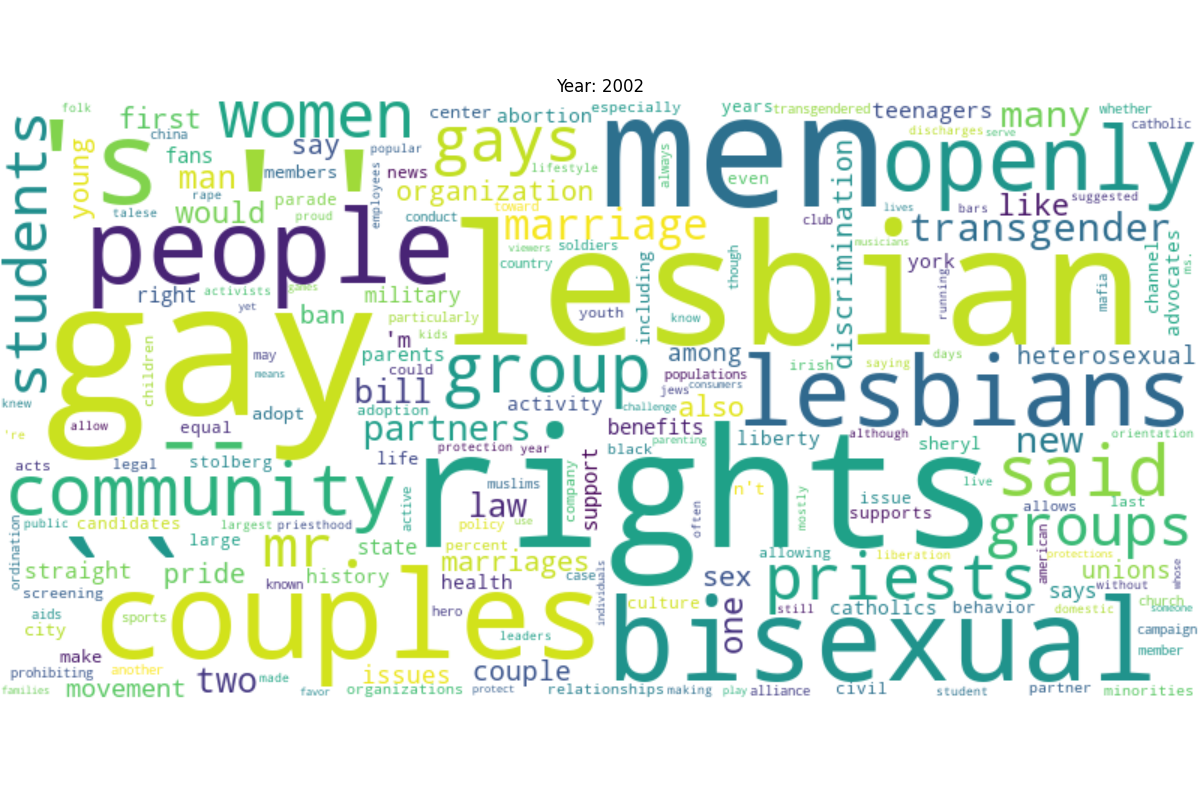 Year: 2002
folk
first
women
center
abortion
especially
years
transgendered
teenagers
many
whether
students
'
s
'
'
china
say
popular
gays
men
discharges
serve
openly
catholic
young
fans
man
members
news
lifestyle
always
even
discrimination
rape
parade
employees
organization
toward
lives
bars
like
suggested
talese
would
proud
conduct
marriage
club
musicians
transgender
people
lesbian
viewers
soldiers
country
including
though
york
running
mafia
channel
advocates
ms.
right
activists
games
military
yet
ban
particularly
youth
know
gay
children
may
means
'm
kids
parents
could
group
among
populations
jews
consumers
irish
saying
days
heterosexual
lesbians
knew
adopt
bill
adoption
activity
challenge
also
're
allow
equal
--
partners
benefits
black
parenting
liberty
although
sheryl
new
orientation
acts
legal
stolberg
life
protection
year
rights
live
said
community
active
muslims
law
company
support
n't
mostly
issue
supports
allows
last
groups
ordination
public
candidates
largest
priesthood
policy
use
often
american
``
large
mr.
state
percent
marriages
allowing
liberation
protections
straight
pride
known
history
health
case
individuals
sex
priests
unions
whose
screening
aids
city
sports
couples
hero
leaders
culture
one
still
catholics
behavior
domestic
says
without
church
someone
campaign
member
bisexual
make
prohibiting
another
families
movement
two
made
favor
issues
organizations
couple
protect
relationships
making
play
alliance
civil
student
partner
minorities